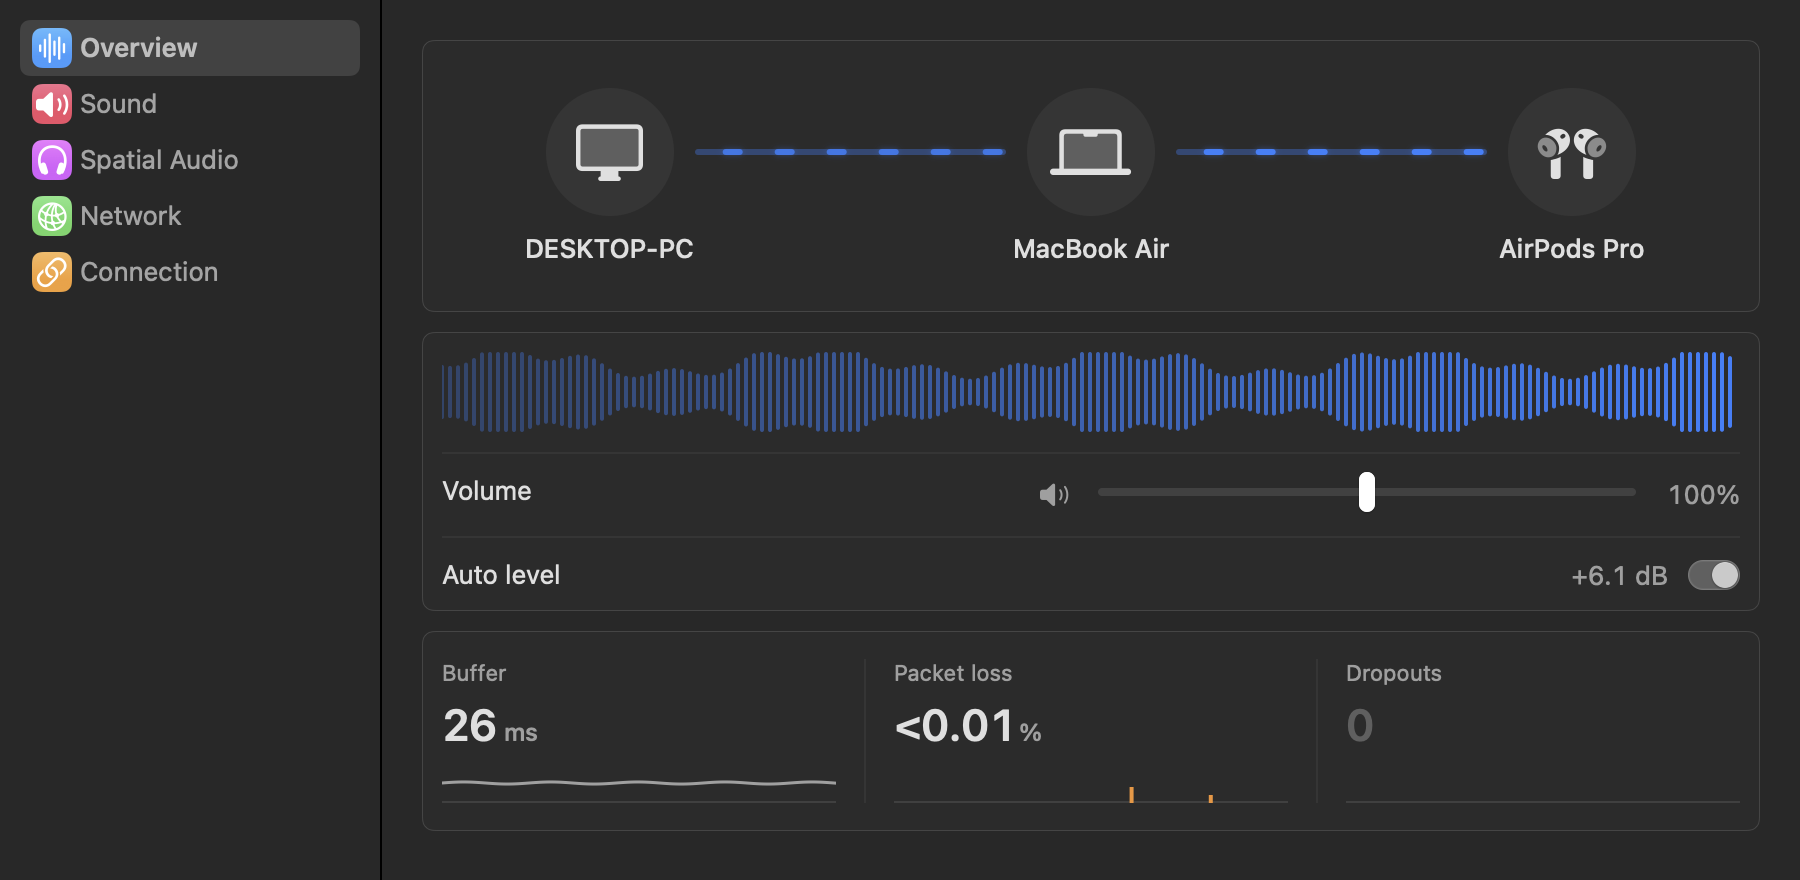 Overview
Sound
Spatial Audio
Network
Connection
DESKTOP-PC
MacBook Air
AirPods Pro
Volume
100%
Auto level
+6.1 dB
Buffer
26 ms
Packet loss
<0.01 %
Dropouts
0